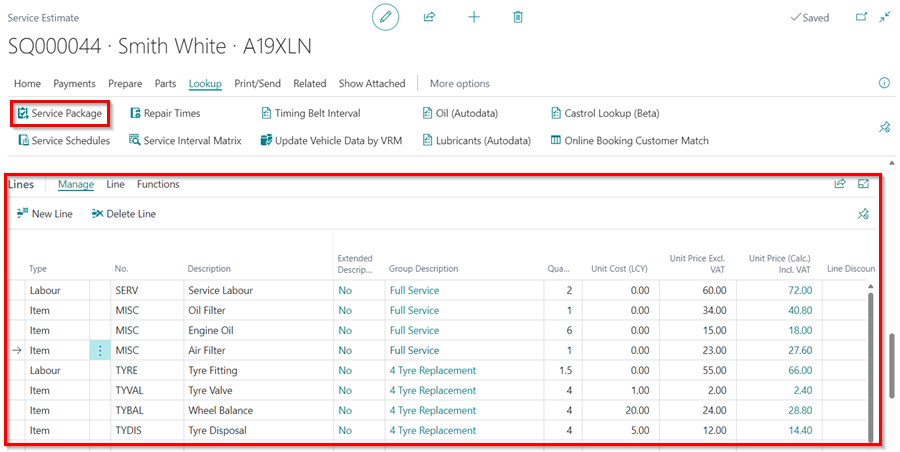 Service Estimate
Saved
SQ000044 · Smith White · A19XLN
Home Payments Prepare Parts Lookup Print/Send Related Show Attached More options
Service Package Repair Times Timing Belt Interval Oil (Autodata) Castrol Lookup (Beta)
Service Schedules Service Interval Matrix Update Vehicle Data by VRM Lubricants (Autodata) Online Booking Customer Match
Lines Manage Line Functions
New Line Delete Line
Type No. Description Extended Descrip... Group Description Qua... Unit Cost (LCY) Unit Price Excl. VAT Unit Price (Calc.) Incl. VAT Line Discoun
Labour SERV Service Labour No Full Service 2 0.00 60.00 72.00
Item MISC Oil Filter No Full Service 1 0.00 34.00 40.80
Item MISC Engine Oil No Full Service 6 0.00 15.00 18.00
Item MISC Air Filter No Full Service 1 0.00 23.00 27.60
Labour TYRE Tyre Fitting No 4 Tyre Replacement 1.5 0.00 55.00 66.00
Item TYVAL Tyre Valve No 4 Tyre Replacement 4 1.00 2.00 2.40
Item TYBAL Wheel Balance No 4 Tyre Replacement 4 20.00 24.00 28.80
Item TYDIS Tyre Disposal No 4 Tyre Replacement 4 5.00 12.00 14.40